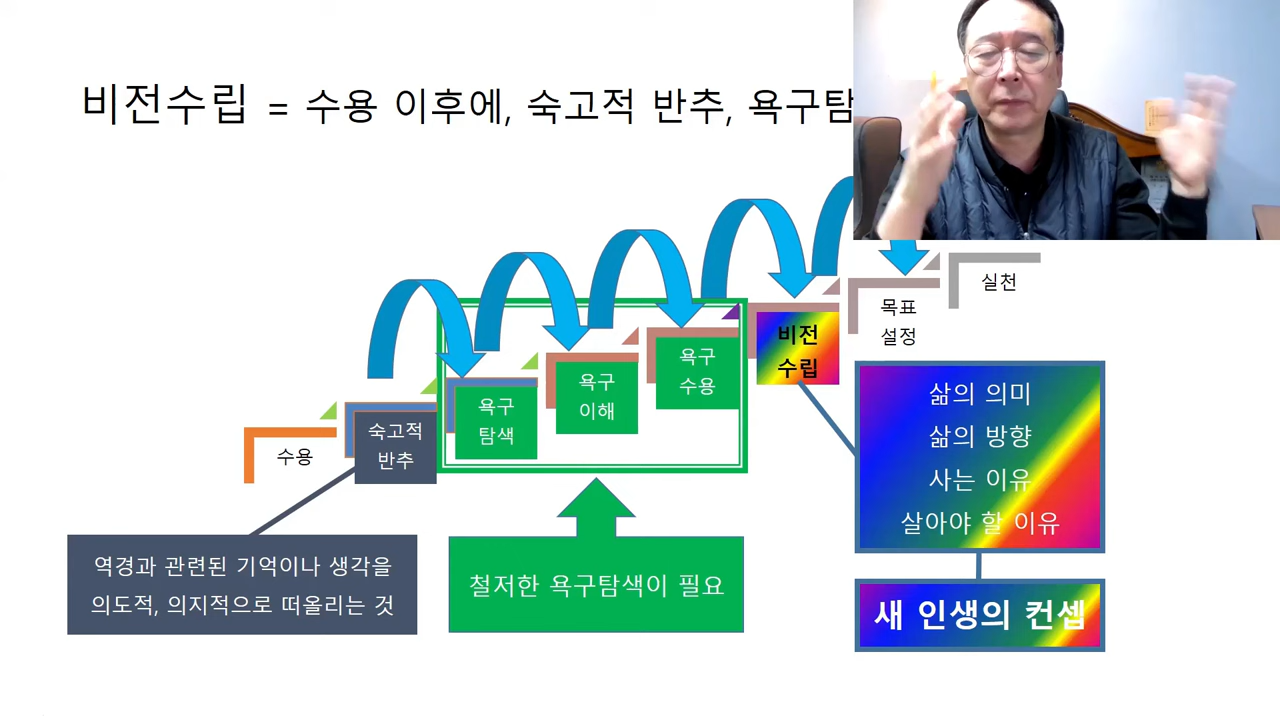 비전수립 = 수용 이후에, 숙고적 반추, 욕구탐
실천
목표
설정
비전
수립
욕구
수용
욕구
이해
욕구
탐색
숙고적
반추
수용
삶의 의미
삶의 방향
사는 이유
살아야 할 이유
역경과 관련된 기억이나 생각을
의도적, 의지적으로 떠올리는 것
철저한 욕구탐색이 필요
새 인생의 컨셉